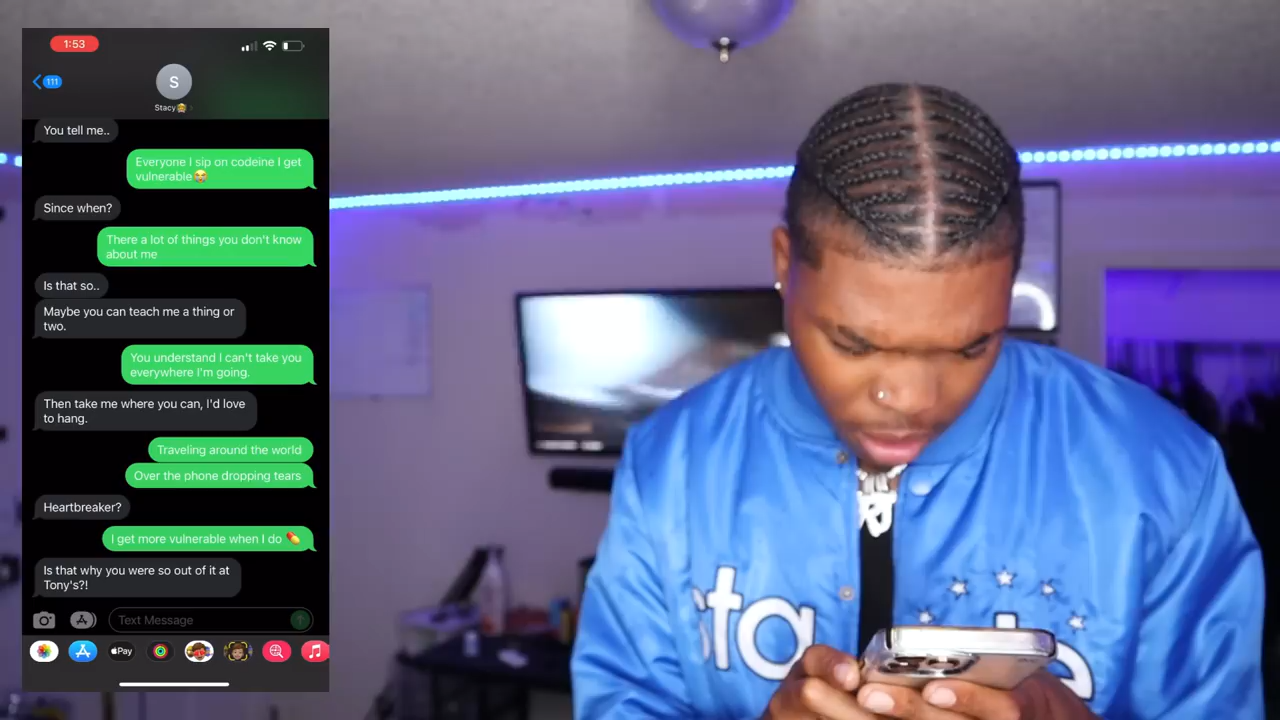 1:53
111
S
Stacy🤠
You tell me..
Everyone I sip on codeine I get
vulnerable😭
Since when?
There a lot of things you don't know
about me
Is that so..
Maybe you can teach me a thing or
two.
You understand I can't take you
everywhere I'm going.
Then take me where you can, I'd love
to hang.
Traveling around the world
Over the phone dropping tears
Heartbreaker?
I get more vulnerable when I do 💊
Is that why you were so out of it at
Tony's?!
Text Message
Pay
sta